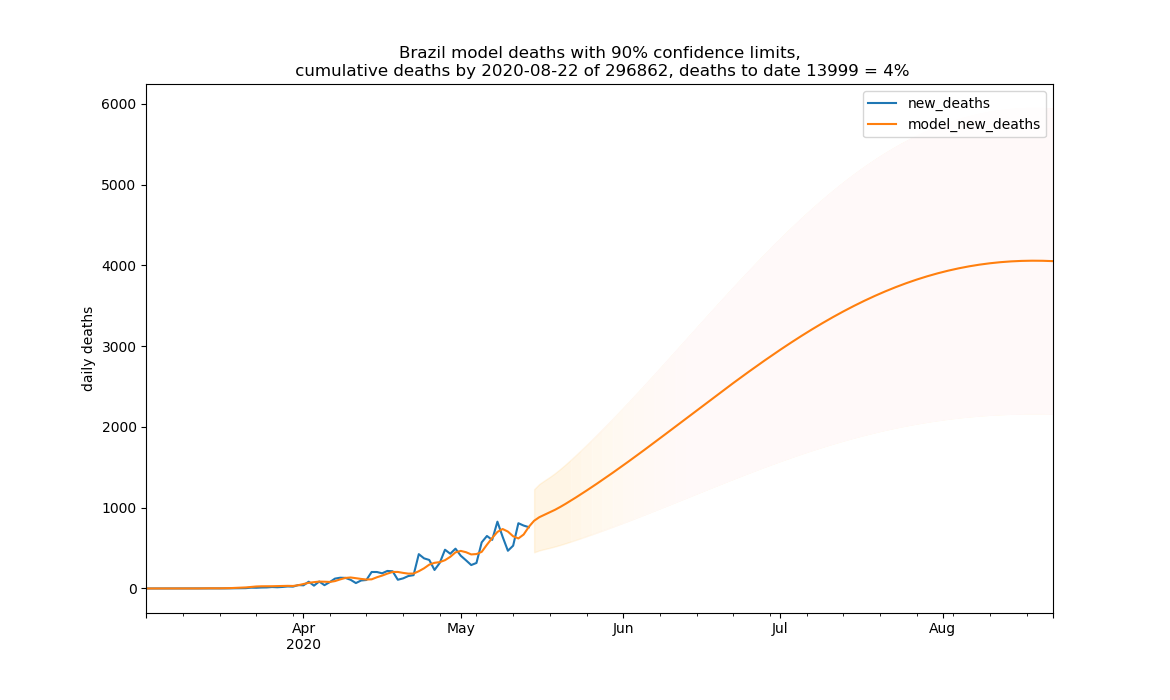 Brazil model deaths with 90% confidence limits,
cumulative deaths by 2020-08-22 of 296862, deaths to date 13999 = 4%
new_deaths
model_new_deaths
6000
5000
4000
3000
2000
1000
0
daily deaths
Apr
2020
May
Jun
Jul
Aug